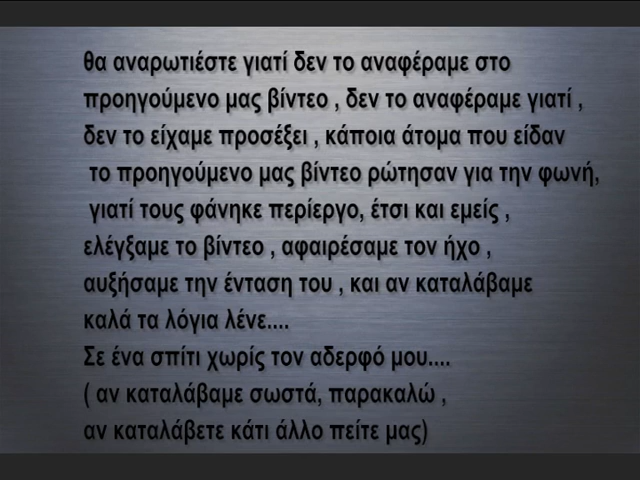 θα αναρωτιέστε γιατί δεν το αναφέραμε στο
προηγούμενο μας βίντεο , δεν το αναφέραμε γιατί ,
δεν το είχαμε προσέξει , κάποια άτομα που είδαν
το προηγούμενο μας βίντεο ρώτησαν για την φωνή,
γιατί τους φάνηκε περίεργο, έτσι και εμείς ,
ελέγξαμε το βίντεο , αφαιρέσαμε τον ήχο ,
αυξήσαμε την ένταση του , και αν καταλάβαμε
καλά τα λόγια λένε....
Σε ένα σπίτι χωρίς τον αδερφό μου....
( αν καταλάβαμε σωστά, παρακαλώ ,
αν καταλάβετε κάτι άλλο πείτε μας)